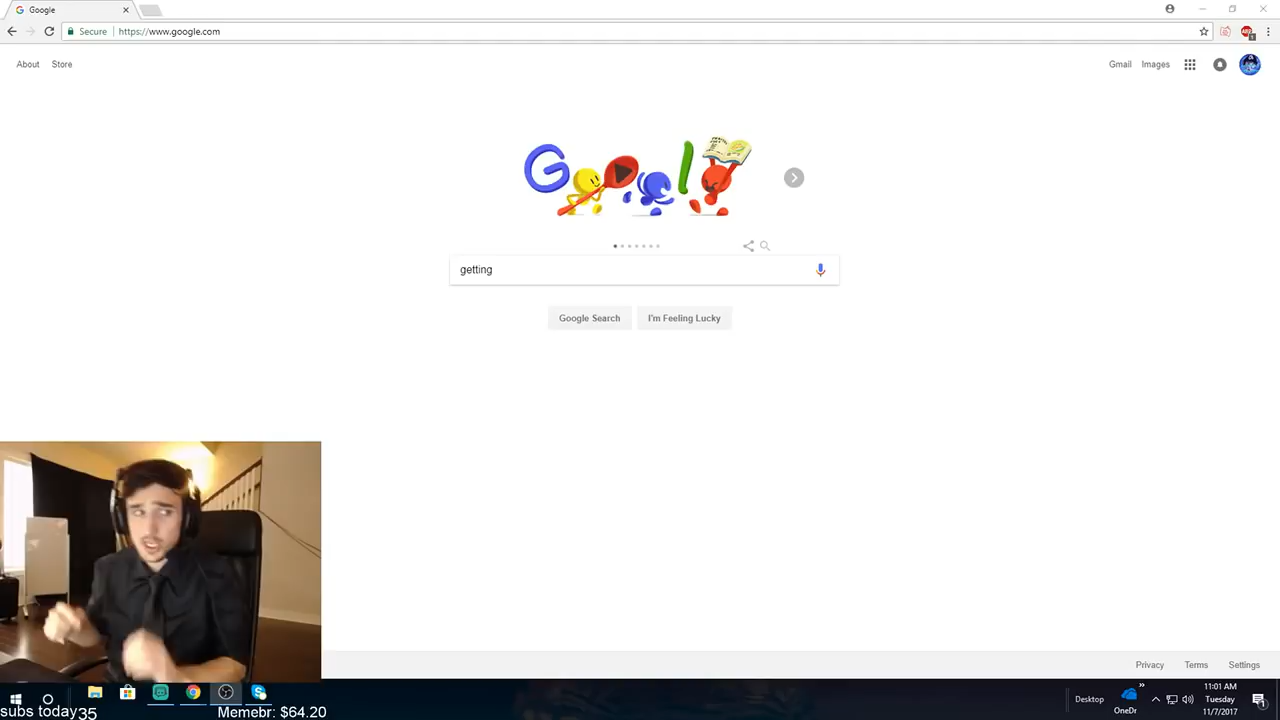 Google
Secure
https://www.google.com
About
Store
Gmail
Images
Google
getting
Google Search
I'm Feeling Lucky
Privacy
Terms
Settings
11:01 AM
Desktop
Tuesday
OneDr
11/7/2017
subs today35
Memebr: $64.20